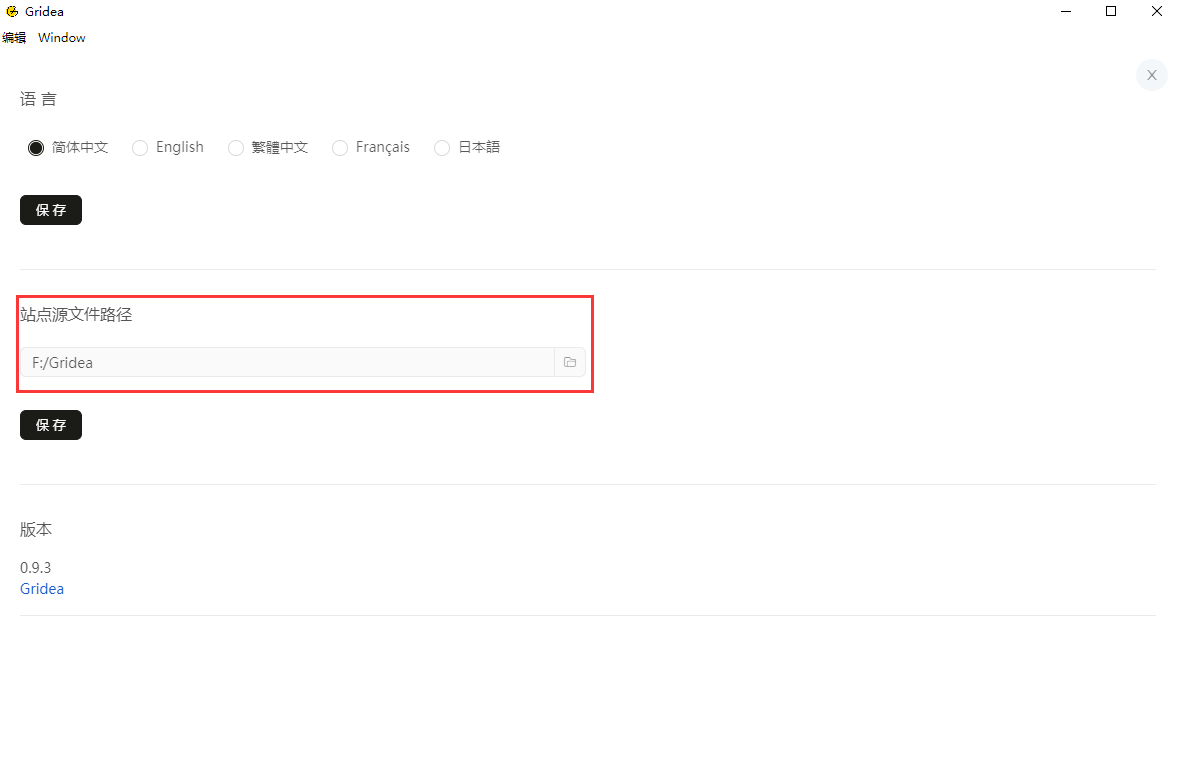 Gridea
编辑 Window
X
语 言
简体中文 English 繁體中文 Français 日本語
保 存
站点源文件路径
F:/Gridea
保 存
版本
0.9.3
Gridea